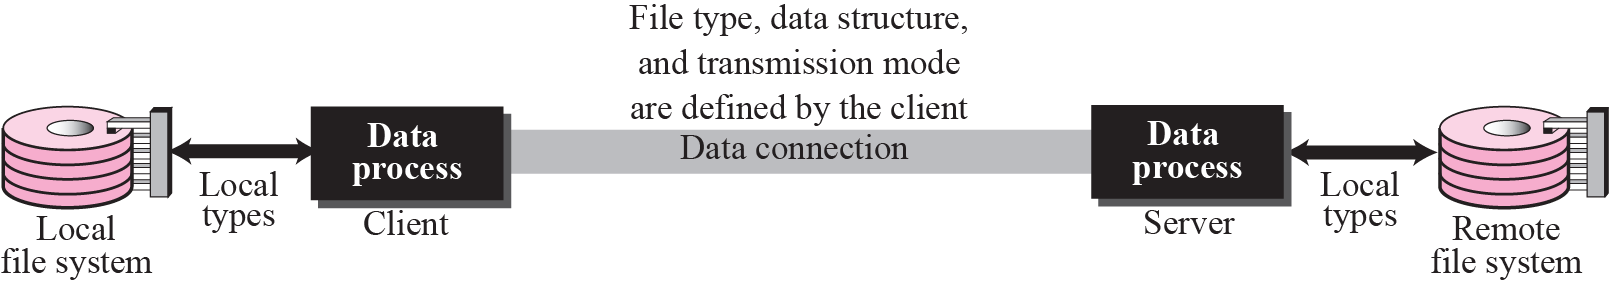 File type, data structure,
and transmission mode
are defined by the client
Data connection
Data
process
Client
Local
types
Local
file system
Data
process
Server
Local
types
Remote
file system